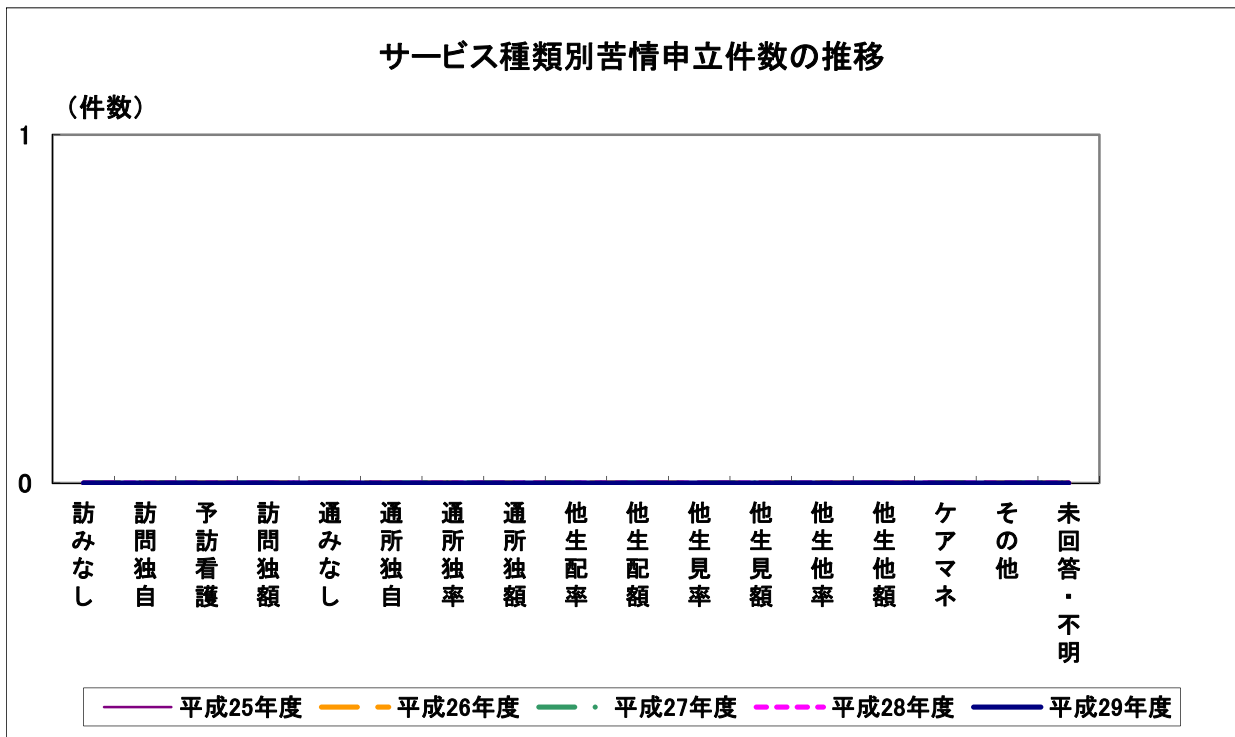 サービス種類別苦情申立件数の推移
（件数）
1
0
訪みなし
訪問独自
予訪看護
訪問独額
通みなし
通所独自
通所独率
通所独額
他生配率
他生配額
他生見率
他生見額
他生他率
他生他額
ケアマネ
その他
未回答・不明
平成25年度
平成26年度
平成27年度
平成28年度
平成29年度